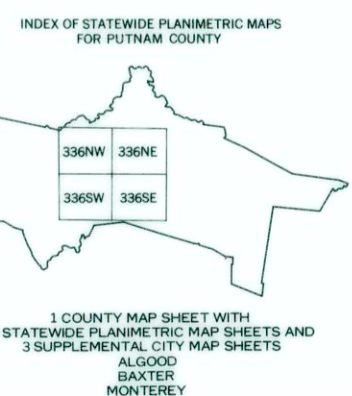 INDEX OF STATEWIDE PLANIMETRIC MAPS
FOR PUTNAM COUNTY
336NW 336NE
336SW 336SE
1 COUNTY MAP SHEET WITH
STATEWIDE PLANIMETRIC MAP SHEETS AND
3 SUPPLEMENTAL CITY MAP SHEETS
ALGOOD
BAXTER
MONTEREY